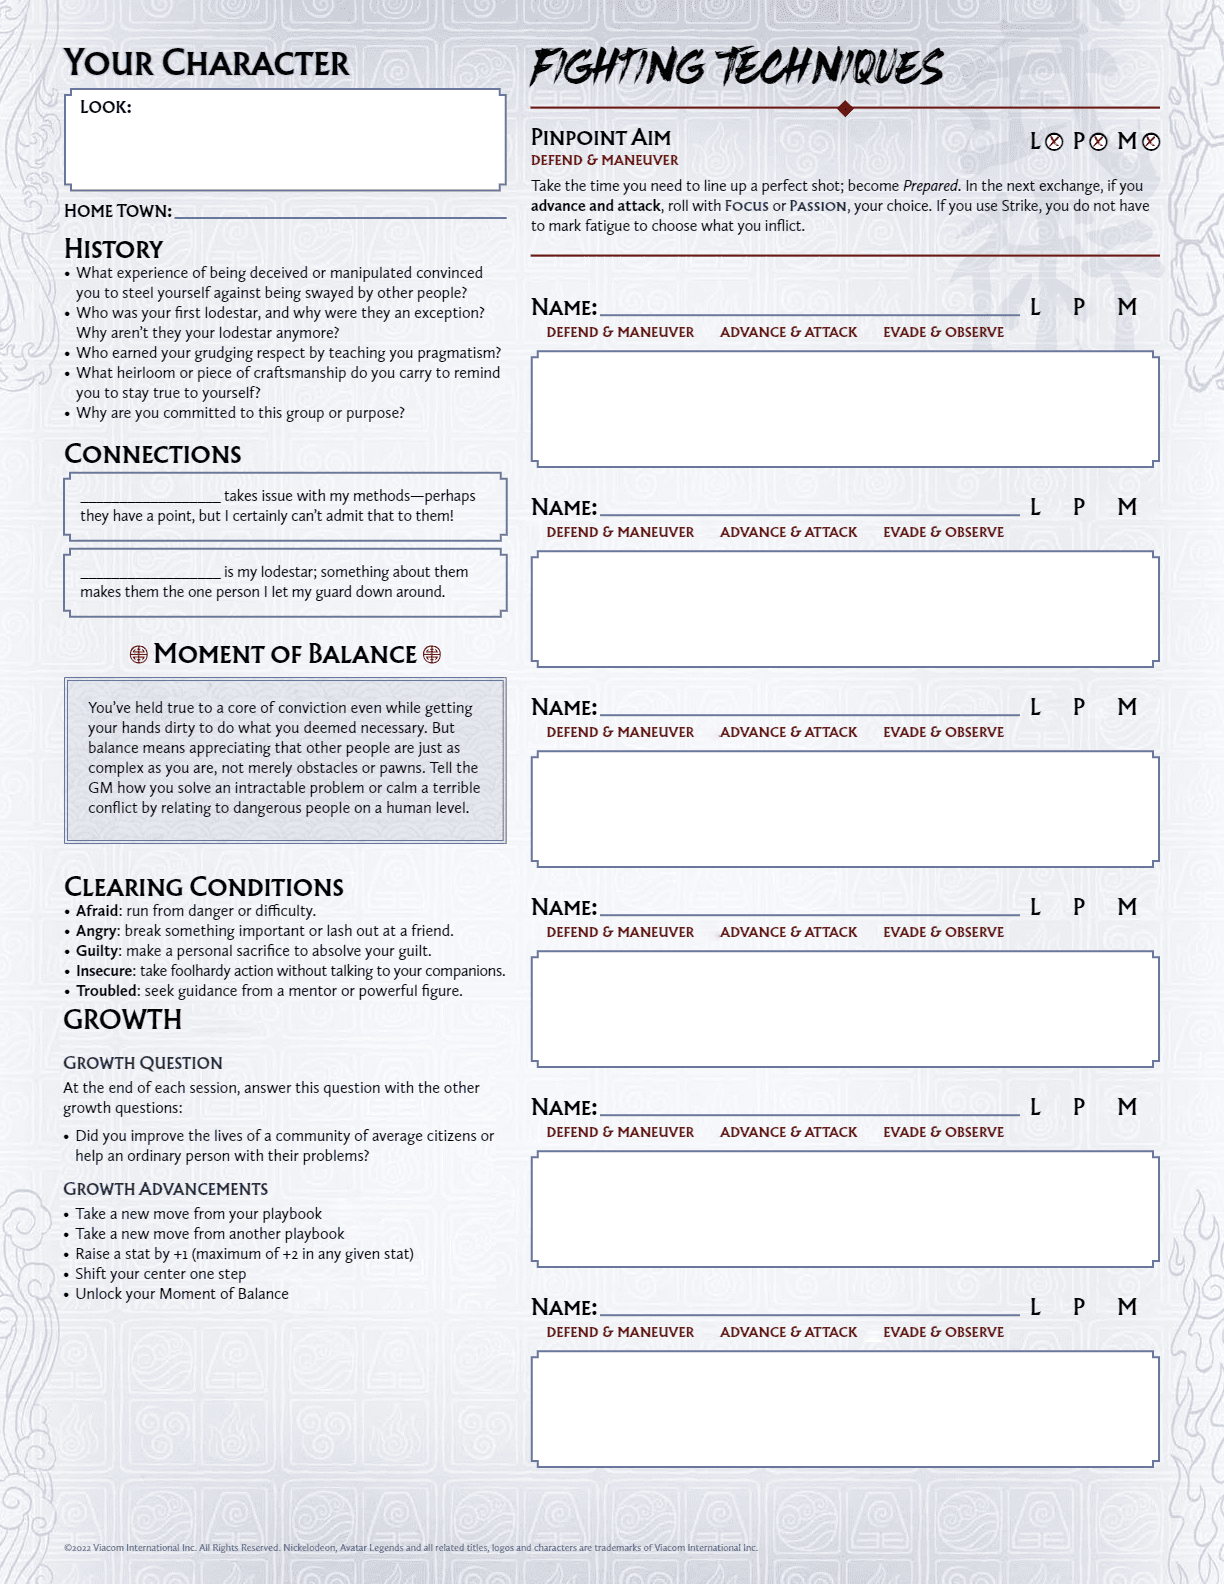 Your Character
Look:
Home Town:
History
• What experience of being deceived or manipulated convinced
you to steel yourself against being swayed by other people?
• Who was your first lodestar, and why were they an exception?
Why aren't they your lodestar anymore?
• Who earned your grudging respect by teaching you pragmatism?
• What heirloom or piece of craftsmanship do you carry to remind
you to stay true to yourself?
• Why are you committed to this group or purpose?
Connections
__________________ takes issue with my methods—perhaps
they have a point, but I certainly can't admit that to them!
__________________ is my lodestar; something about them
makes them the one person I let my guard down around.
Moment of Balance
You've held true to a core of conviction even while getting
your hands dirty to do what you deemed necessary. But
balance means appreciating that other people are just as
complex as you are, not merely obstacles or pawns. Tell the
GM how you solve an intractable problem or calm a terrible
conflict by relating to dangerous people on a human level.
Clearing Conditions
• Afraid: run from danger or difficulty.
• Angry: break something important or lash out at a friend.
• Guilty: make a personal sacrifice to absolve your guilt.
• Insecure: take foolhardy action without talking to your companions.
• Troubled: seek guidance from a mentor or powerful figure.
GROWTH
Growth Question
At the end of each session, answer this question with the other
growth questions:
• Did you improve the lives of a community of average citizens or
help an ordinary person with their problems?
Growth Advancements
• Take a new move from your playbook
• Take a new move from another playbook
• Raise a stat by +1 (maximum of +2 in any given stat)
• Shift your center one step
• Unlock your Moment of Balance
FIGHTING TECHNIQUES
武術
Pinpoint Aim L P M
DEFEND & MANEUVER
Take the time you need to line up a perfect shot; become Prepared. In the next exchange, if you
advance and attack, roll with Focus or Passion, your choice. If you use Strike, you do not have
to mark fatigue to choose what you inflict.
Name: L P M
DEFEND & MANEUVER ADVANCE & ATTACK EVADE & OBSERVE
Name: L P M
DEFEND & MANEUVER ADVANCE & ATTACK EVADE & OBSERVE
Name: L P M
DEFEND & MANEUVER ADVANCE & ATTACK EVADE & OBSERVE
Name: L P M
DEFEND & MANEUVER ADVANCE & ATTACK EVADE & OBSERVE
Name: L P M
DEFEND & MANEUVER ADVANCE & ATTACK EVADE & OBSERVE
Name: L P M
DEFEND & MANEUVER ADVANCE & ATTACK EVADE & OBSERVE
©2022 Viacom International Inc. All Rights Reserved. Nickelodeon, Avatar Legends and all related titles, logos and characters are trademarks of Viacom International Inc.